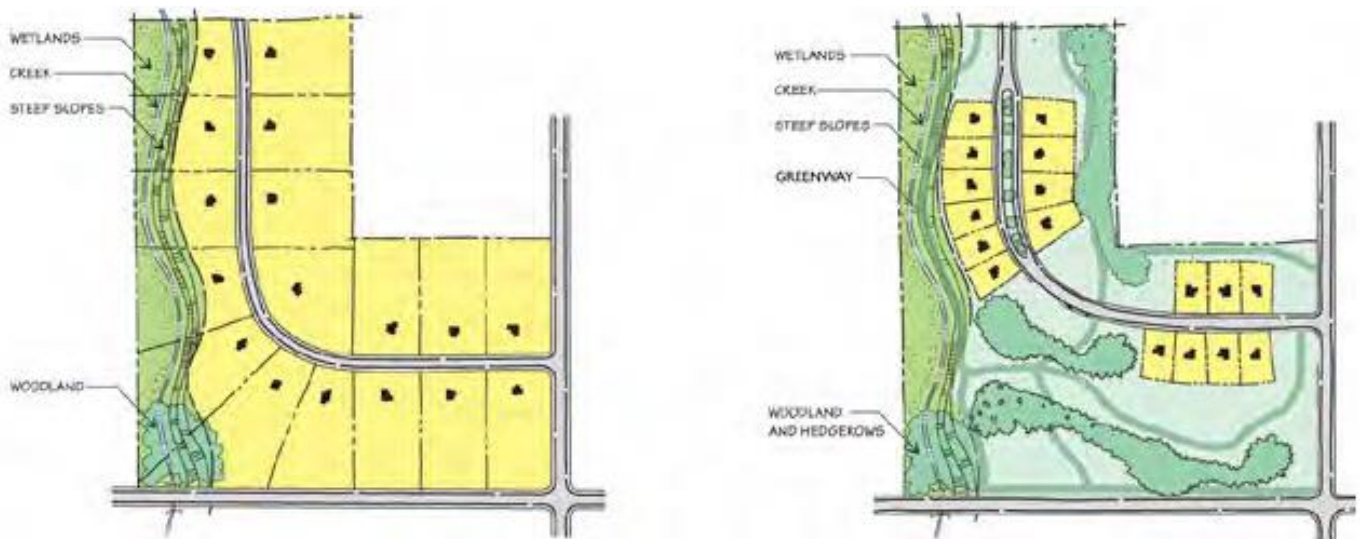 WETLANDS
CREEK
STEEP SLOPES
WOODLAND
WETLANDS
CREEK
STEEP SLOPES
GREENWAY
WOODLAND
AND HEDGEROWS